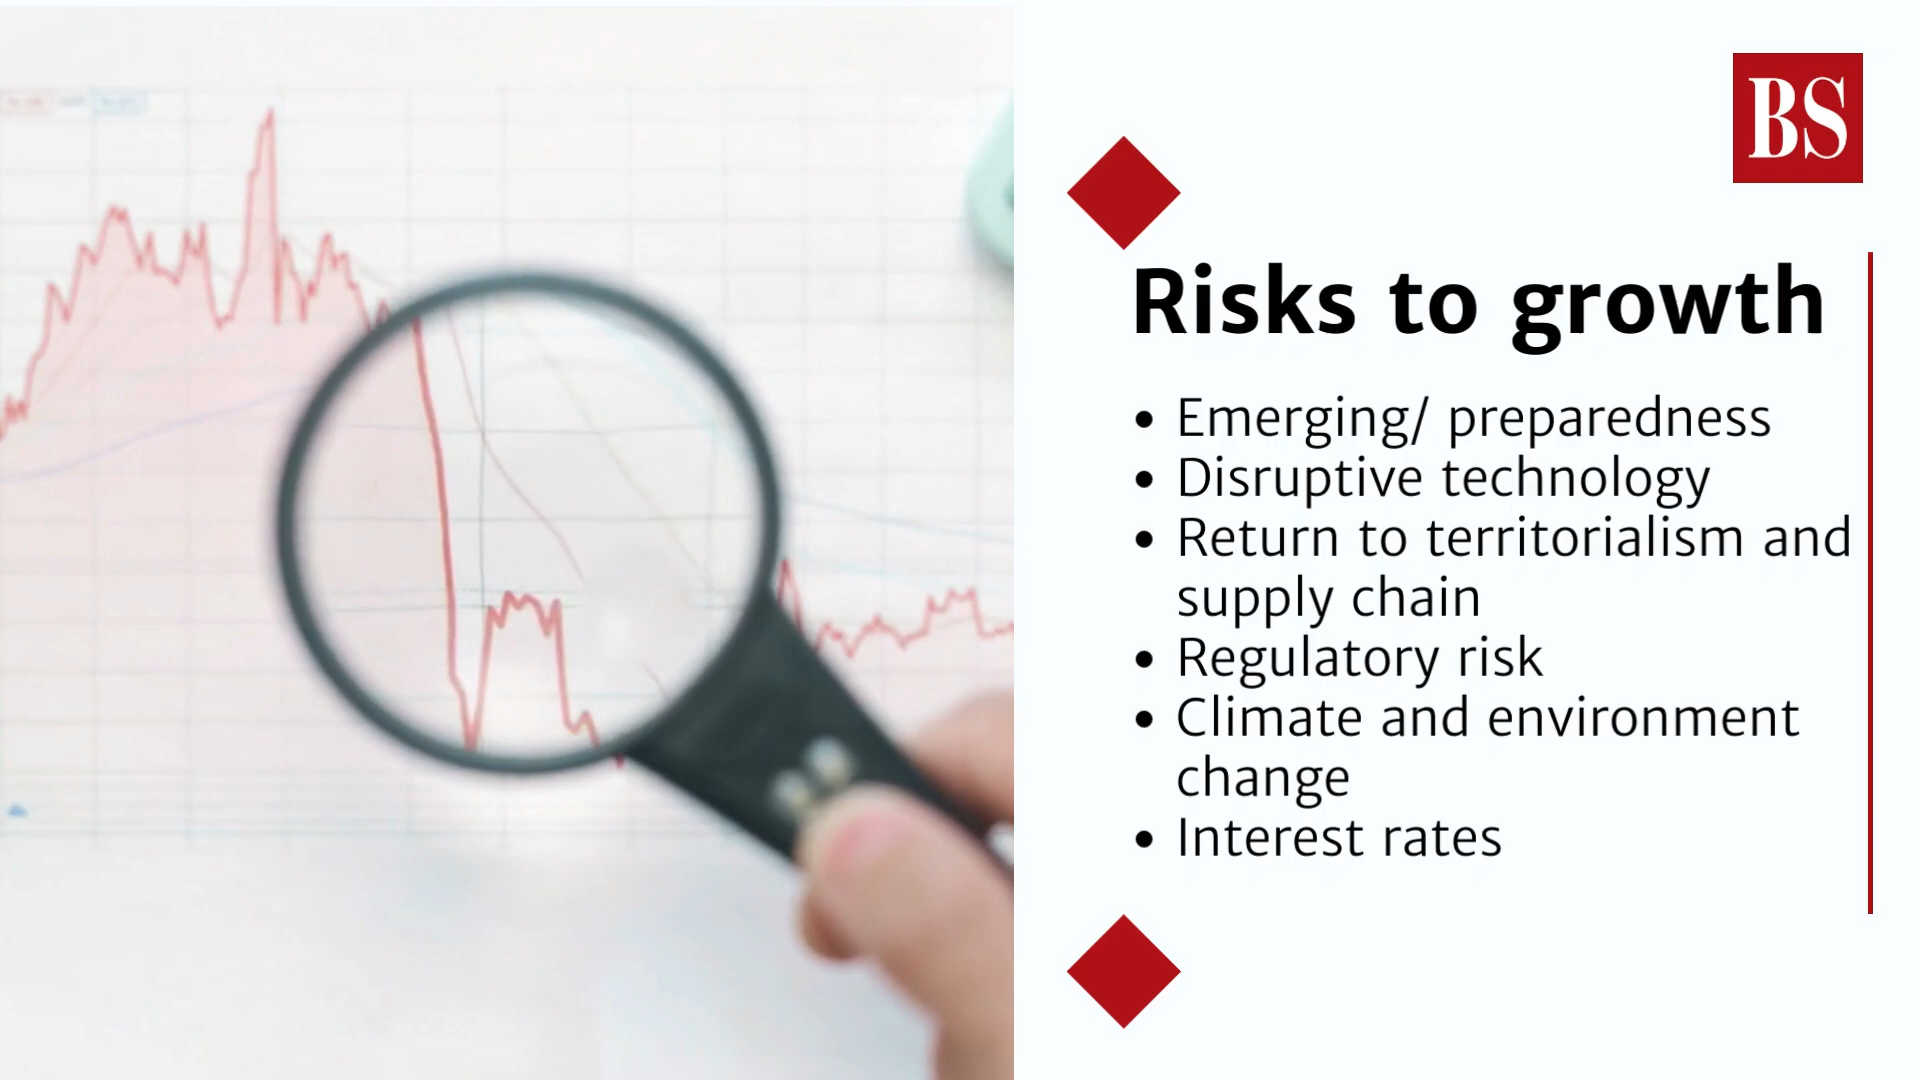 BS
Risks to growth
• Emerging/ preparedness
• Disruptive technology
• Return to territorialism and
supply chain
• Regulatory risk
• Climate and environment
change
• Interest rates